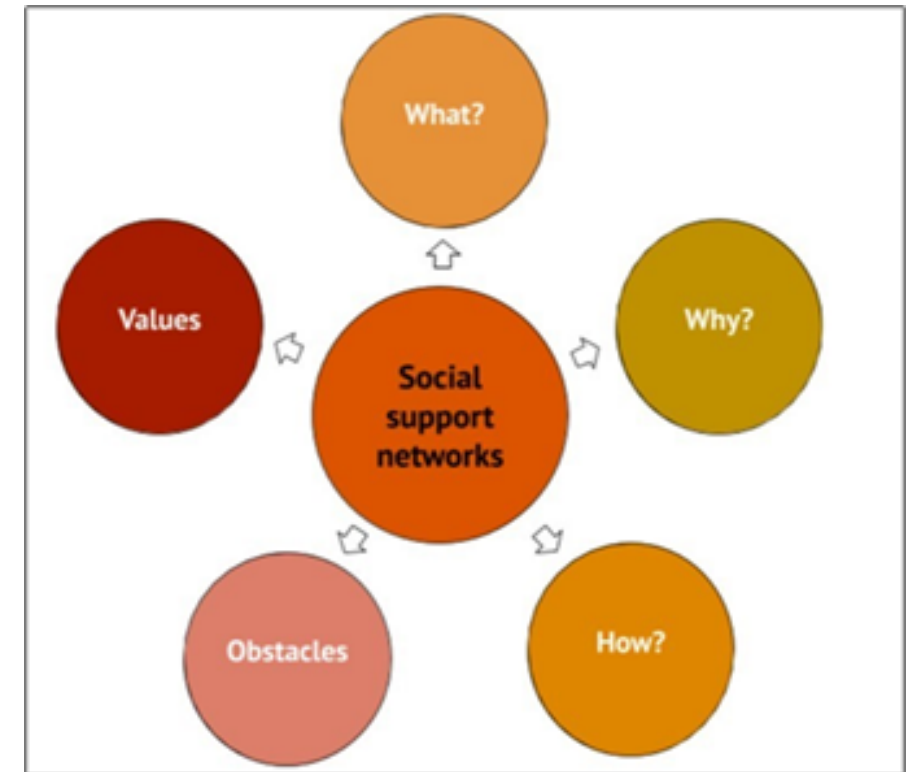 What?
Values
Why?
Social
support
networks
Obstacles
How?